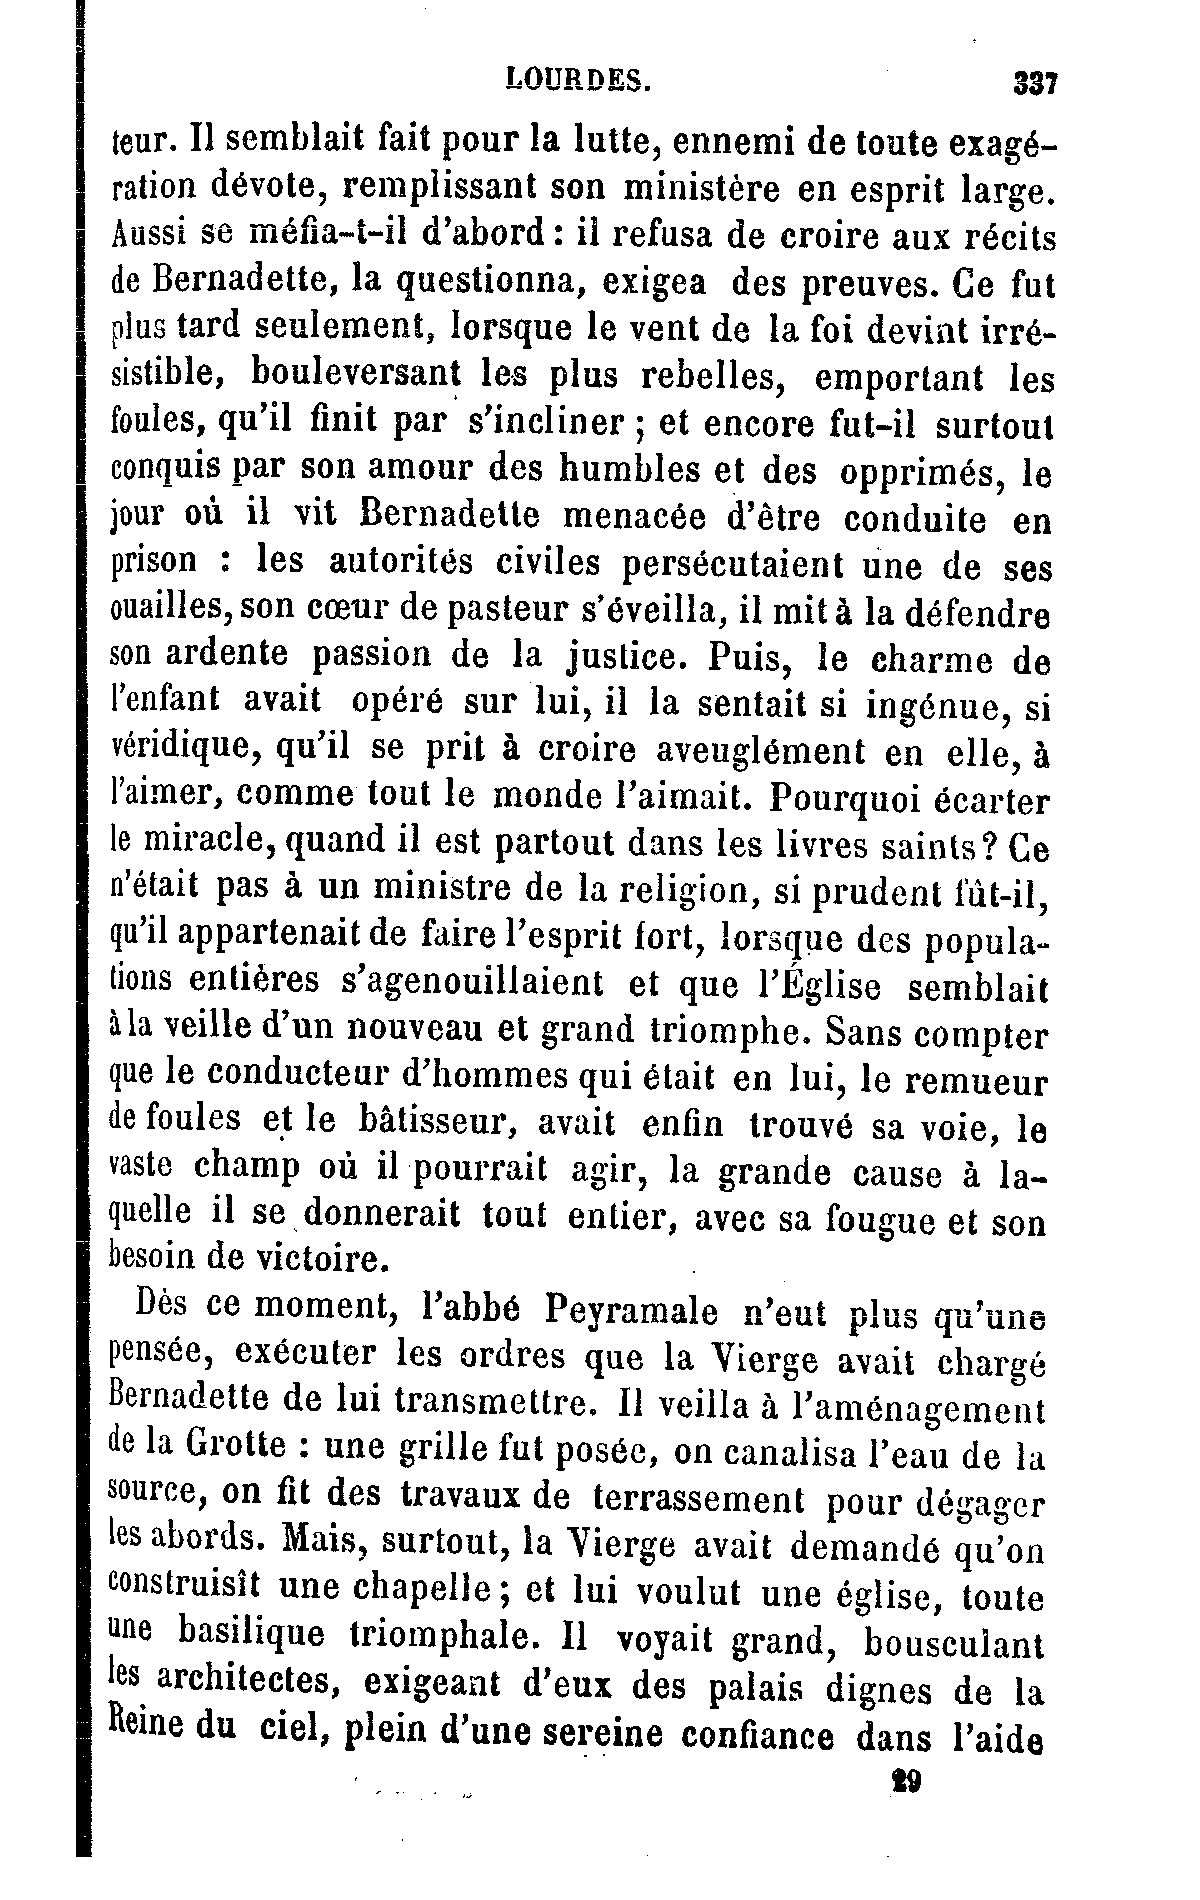 LOURDES. 337
teur. Il semblait fait pour la lutte, ennemi de toute exagé-
ration dévote, remplissant son ministère en esprit large.
Aussi se méfia-t-il d'abord : il refusa de croire aux récits
de Bernadette, la questionna, exigea des preuves. Ce fut
plus tard seulement, lorsque le vent de la foi devint irré-
sistible, bouleversant les plus rebelles, emportant les
foules, qu'il finit par s'incliner ; et encore fut-il surtout
conquis par son amour des humbles et des opprimés, le
jour où il vit Bernadette menacée d'être conduite en
prison : les autorités civiles persécutaient une de ses
ouailles, son cœur de pasteur s'éveilla, il mit à la défendre
son ardente passion de la justice. Puis, le charme de
l'enfant avait opéré sur lui, il la sentait si ingénue, si
véridique, qu'il se prit à croire aveuglément en elle, à
l'aimer, comme tout le monde l'aimait. Pourquoi écarter
le miracle, quand il est partout dans les livres saints? Ce
n'était pas à un ministre de la religion, si prudent fût-il,
qu'il appartenait de faire l'esprit fort, lorsque des popula-
tions entières s'agenouillaient et que l'Église semblait
à la veille d'un nouveau et grand triomphe. Sans compter
que le conducteur d'hommes qui était en lui, le remueur
de foules et le bâtisseur, avait enfin trouvé sa voie, le
vaste champ où il pourrait agir, la grande cause à la-
quelle il se donnerait tout entier, avec sa fougue et son
besoin de victoire.
Dès ce moment, l'abbé Peyramale n'eut plus qu'une
pensée, exécuter les ordres que la Vierge avait chargé
Bernadette de lui transmettre. Il veilla à l'aménagement
de la Grotte : une grille fut posée, on canalisa l'eau de la
source, on fit des travaux de terrassement pour dégager
les abords. Mais, surtout, la Vierge avait demandé qu'on
construisît une chapelle ; et lui voulut une église, toute
une basilique triomphale. Il voyait grand, bousculant
les architectes, exigeant d'eux des palais dignes de la
Reine du ciel, plein d'une sereine confiance dans l'aide
29